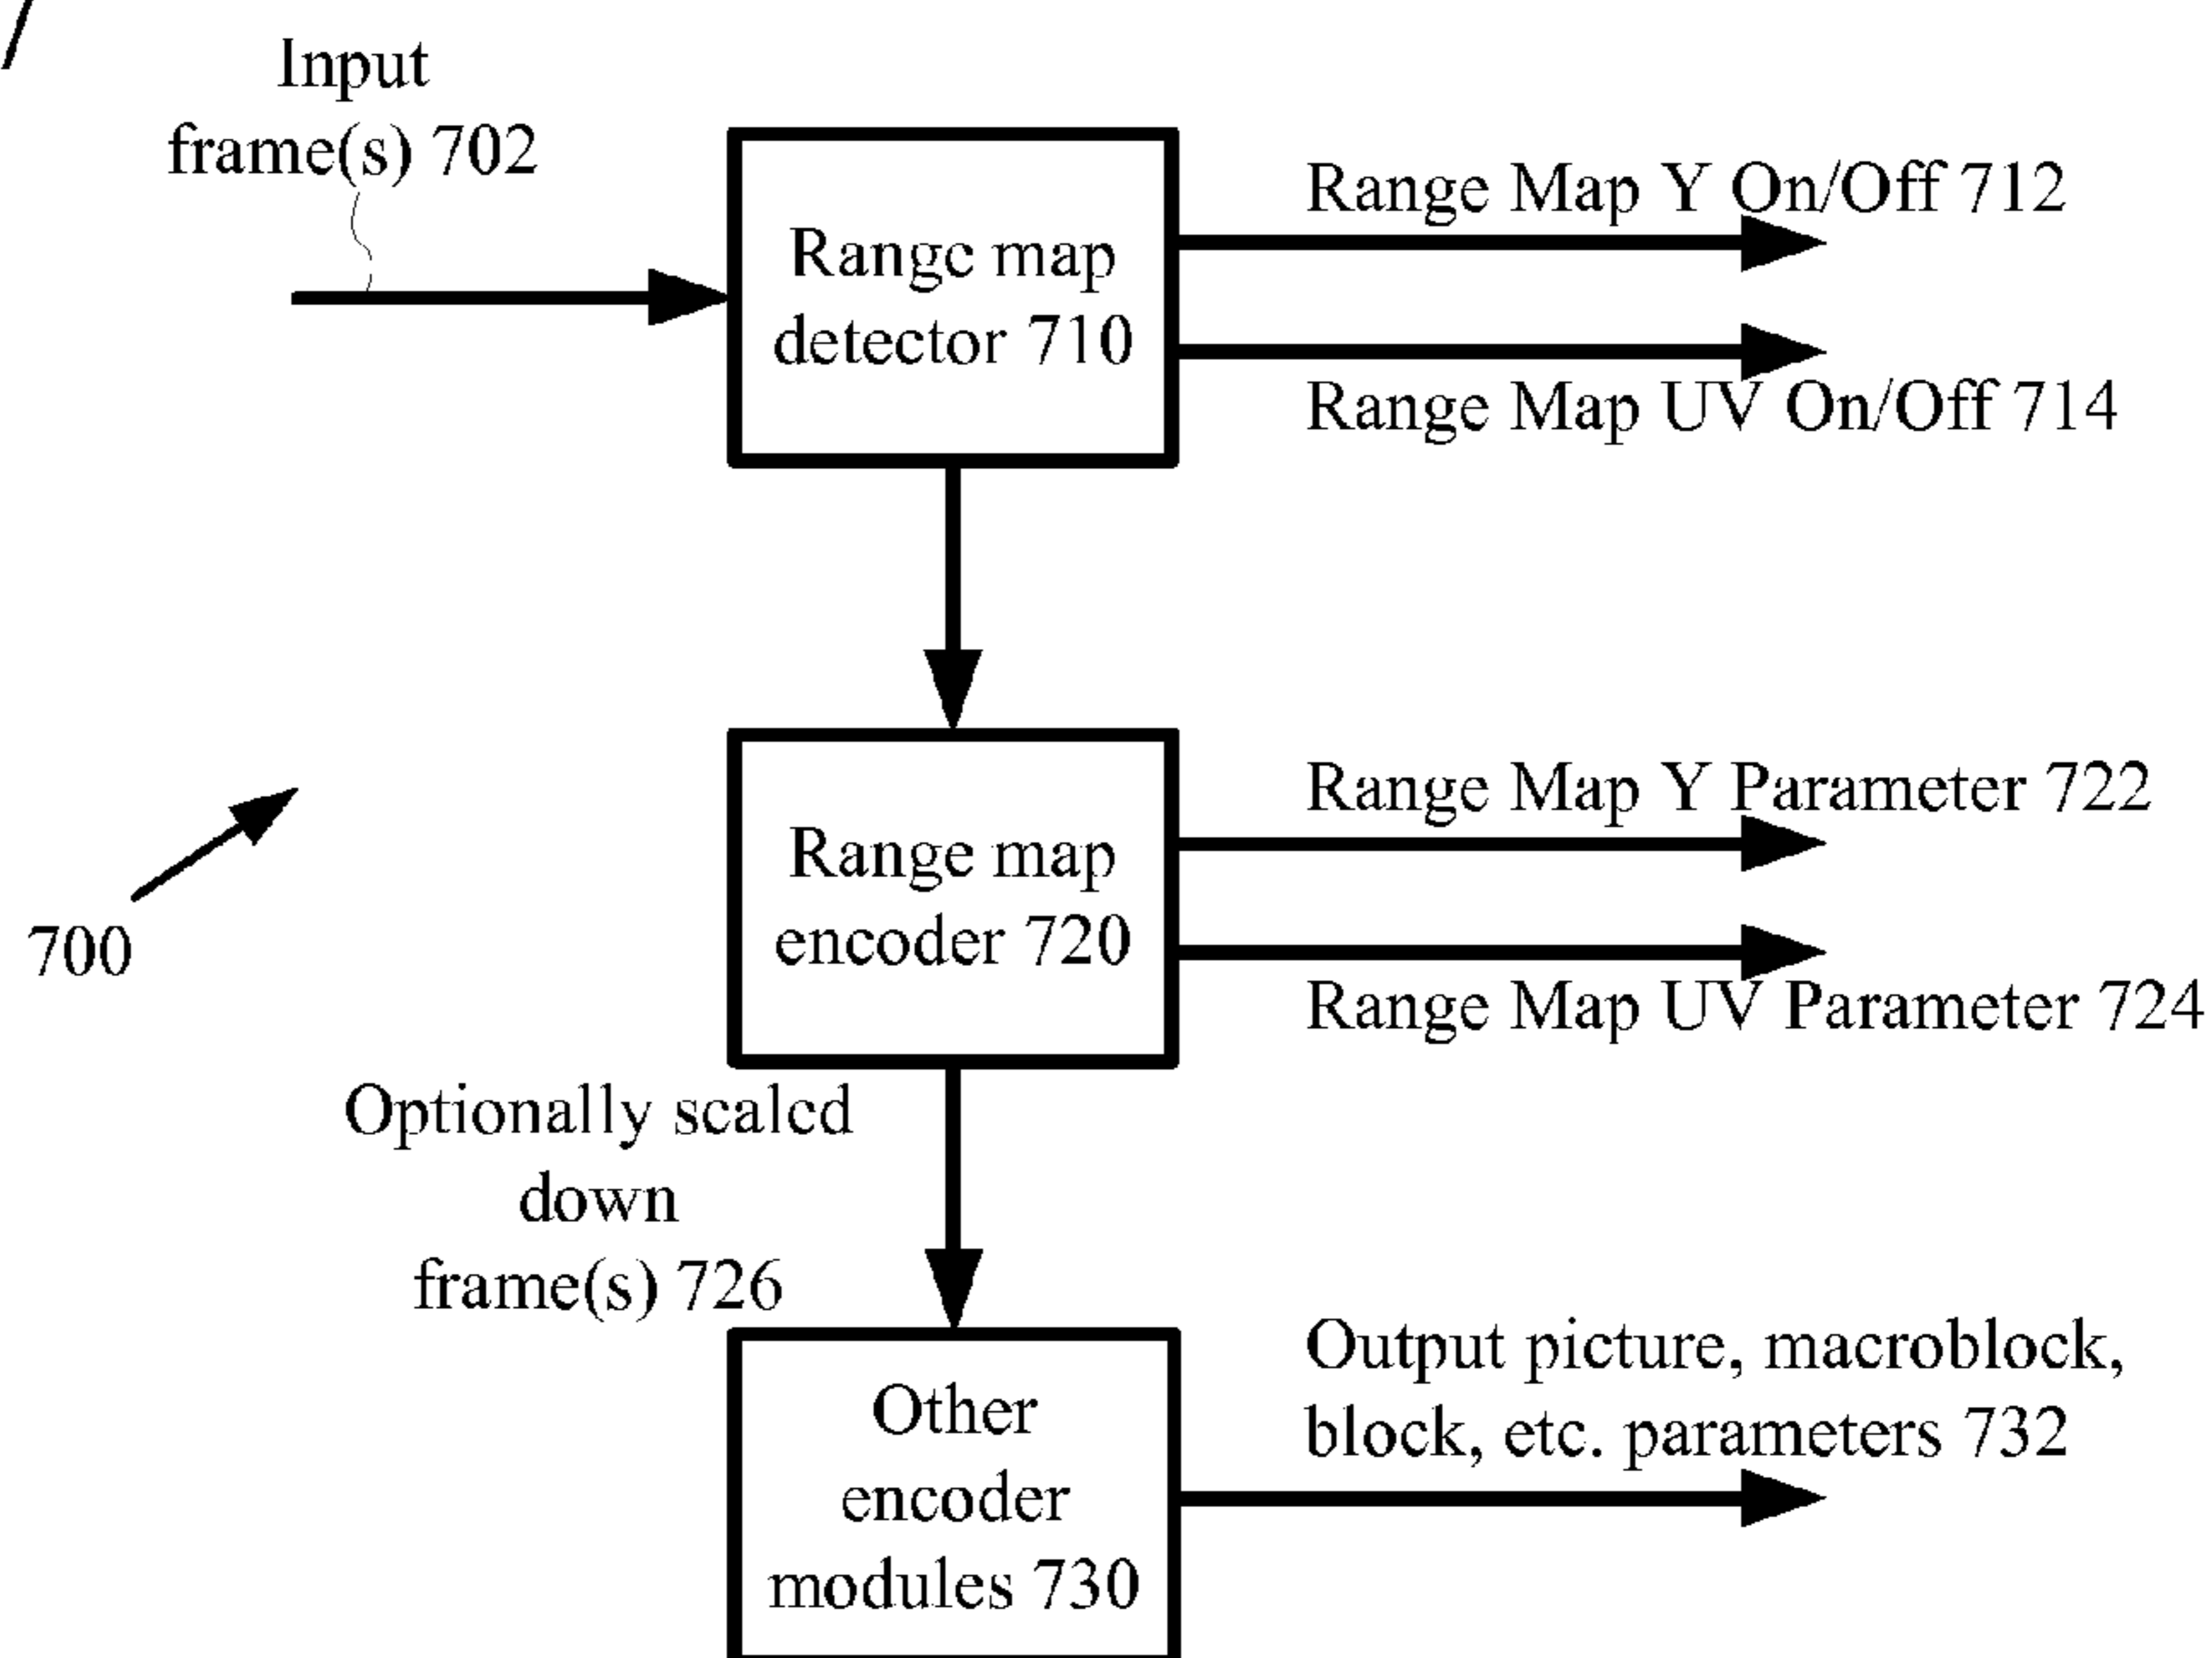 Input
frame(s) 702
Range Map Y On/Off 712
Range map
detector 710
Range Map UV On/Off 714
Range Map Y Parameter 722
Range map
encoder 720
700
Range Map UV Parameter 724
Optionally scaled
down
frame(s) 726
Output picture, macroblock,
block, etc. parameters 732
Other
encoder
modules 730